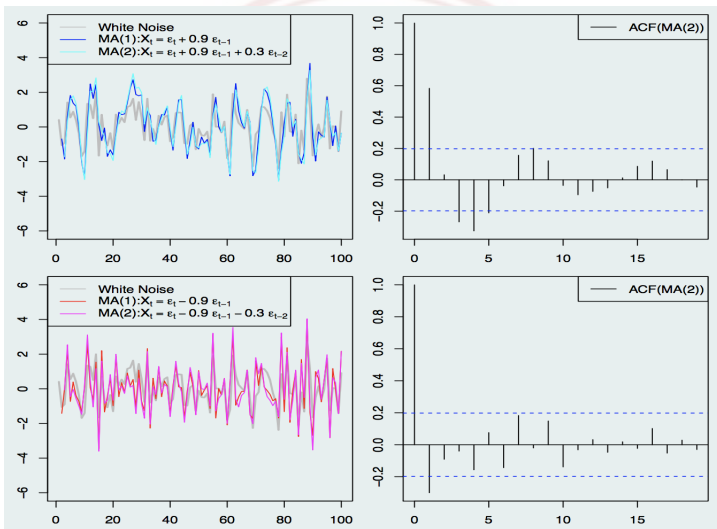 White Noise
MA(1):Xₜ = εₜ + 0.9 εₜ₋₁
MA(2):Xₜ = εₜ + 0.9 εₜ₋₁ + 0.3 εₜ₋₂
6
4
2
0
-2
-4
-6
0 20 40 60 80 100
ACF(MA(2))
1.0
0.8
0.6
0.4
0.2
0.0
-0.2
0 5 10 15
White Noise
MA(1):Xₜ = εₜ − 0.9 εₜ₋₁
MA(2):Xₜ = εₜ − 0.9 εₜ₋₁ − 0.3 εₜ₋₂
6
4
2
0
-2
-4
-6
0 20 40 60 80 100
ACF(MA(2))
1.0
0.8
0.6
0.4
0.2
0.0
-0.2
0 5 10 15